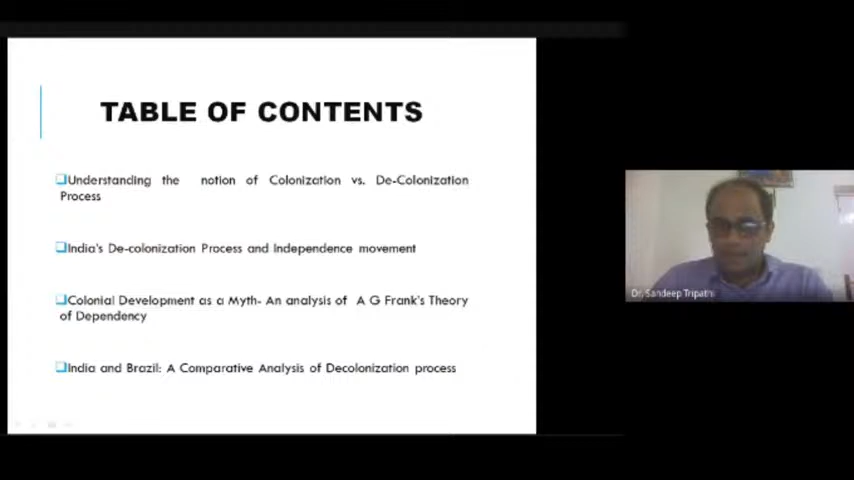 TABLE OF CONTENTS
❑Understanding the notion of Colonization vs. De-Colonization
Process
❑India's De-colonization Process and Independence movement
❑Colonial Development as a Myth- An analysis of A G Frank's Theory
of Dependency
❑India and Brazil: A Comparative Analysis of Decolonization process
Dr. Sandeep Tripathi